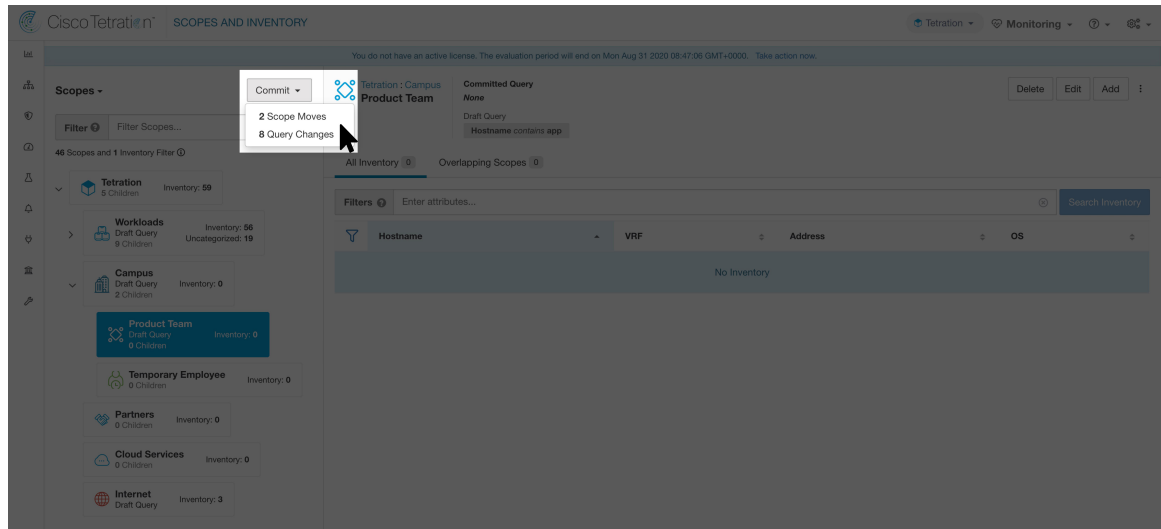 Cisco Tetration™ SCOPES AND INVENTORY
Tetration
Monitoring
You do not have an active license. The evaluation period will end on Mon Aug 31 2020 08:47:06 GMT+0000. Take action now.
Scopes
Commit
2 Scope Moves
8 Query Changes
Filter Filter Scopes...
46 Scopes and 1 Inventory Filter
Tetration
5 Children
Inventory: 59
Workloads
Draft Query
9 Children
Inventory: 56
Uncategorized: 19
Campus
Draft Query
2 Children
Inventory: 0
Product Team
Draft Query
0 Children
Inventory: 0
Temporary Employee
0 Children
Inventory: 0
Partners
0 Children
Inventory: 0
Cloud Services
0 Children
Inventory: 0
Internet
Draft Query
Inventory: 3
Tetration : Campus
Product Team
Committed Query
None
Draft Query
Hostname contains app
Delete Edit Add
All Inventory 0 Overlapping Scopes 0
Filters Enter attributes... Search Inventory
Hostname VRF Address OS
No Inventory